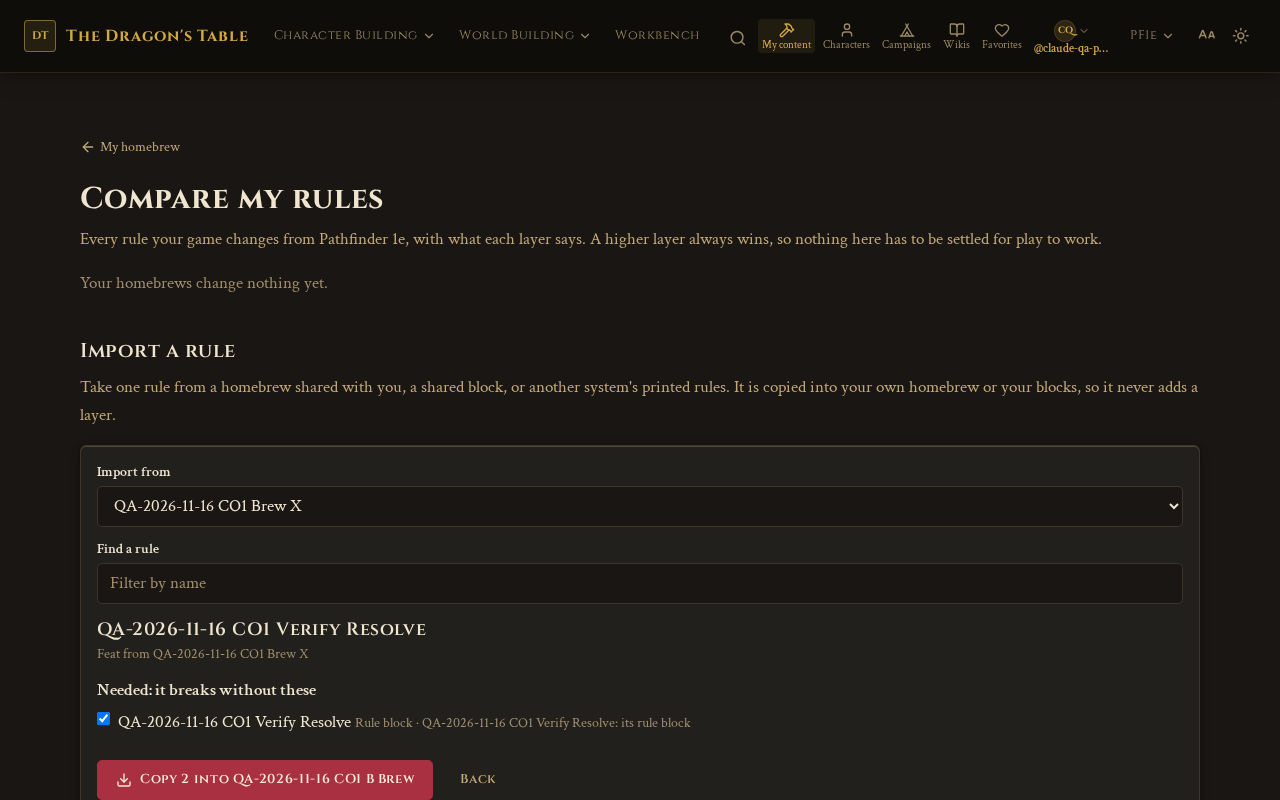 DT The Dragon's Table Character Building World Building Workbench My content Characters Campaigns Wikis Favorites CQ @claude-qa-p... PF1e AA
My homebrew
Compare my rules
Every rule your game changes from Pathfinder 1e, with what each layer says. A higher layer always wins, so nothing here has to be settled for play to work.
Your homebrews change nothing yet.
Import a rule
Take one rule from a homebrew shared with you, a shared block, or another system's printed rules. It is copied into your own homebrew or your blocks, so it never adds a
layer.
Import from
QA-2026-11-16 CO1 Brew X
Find a rule
Filter by name
QA-2026-11-16 CO1 Verify Resolve
Feat from QA-2026-11-16 CO1 Brew X
Needed: it breaks without these
QA-2026-11-16 CO1 Verify Resolve Rule block · QA-2026-11-16 CO1 Verify Resolve: its rule block
Copy 2 into QA-2026-11-16 CO1 B Brew Back